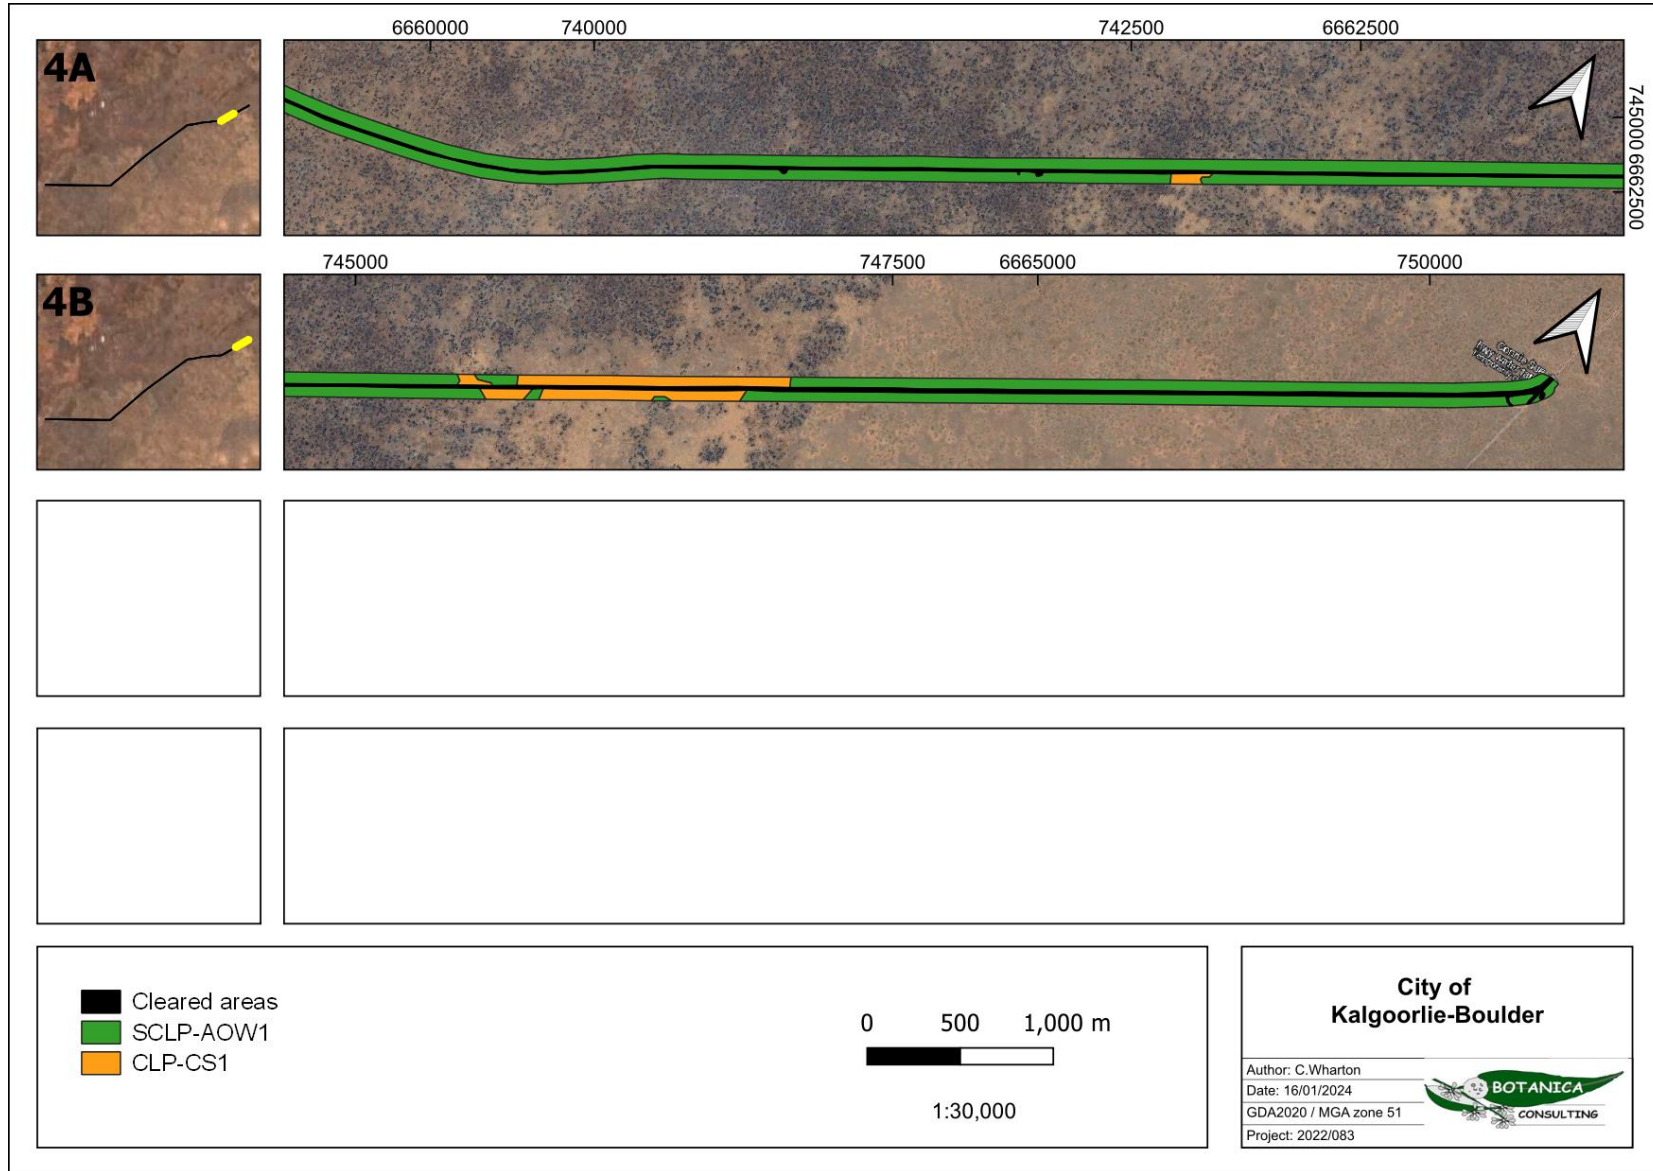 6660000 740000 742500 6662500
4A
745000 6662500
745000 747500 6665000 750000
4B
Cleared areas
SCLP-AOW1
CLP-CS1
0 500 1,000 m
1:30,000
City of
Kalgoorlie-Boulder
Author: C.Wharton
Date: 16/01/2024
GDA2020 / MGA zone 51
Project: 2022/083
BOTANICA
CONSULTING